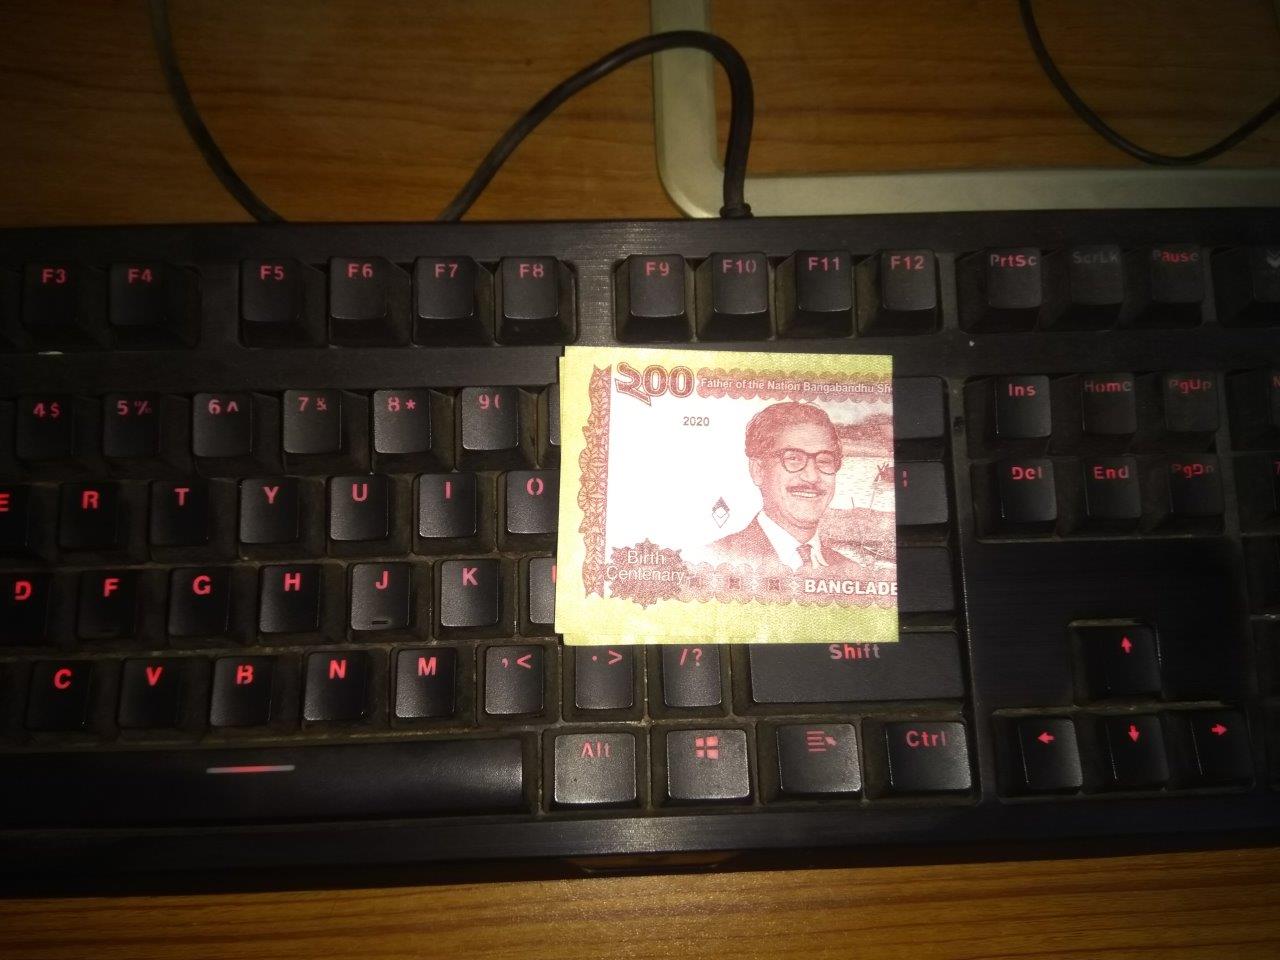 F3 F4 F5 F6 F7 F8 F9 F10 F11 F12 PrtSc ScrLK Pause
২00 Father of the Nation Bangabandhu Sh
2020
Birth
Centenary
BANGLADE
4$ 5% 6^ 7& 8* 9( Ins Home PgUp
E R T Y U I O Del End PgDn
D F G H J K
C V B N M ,< .> /? Shift
Alt Ctrl